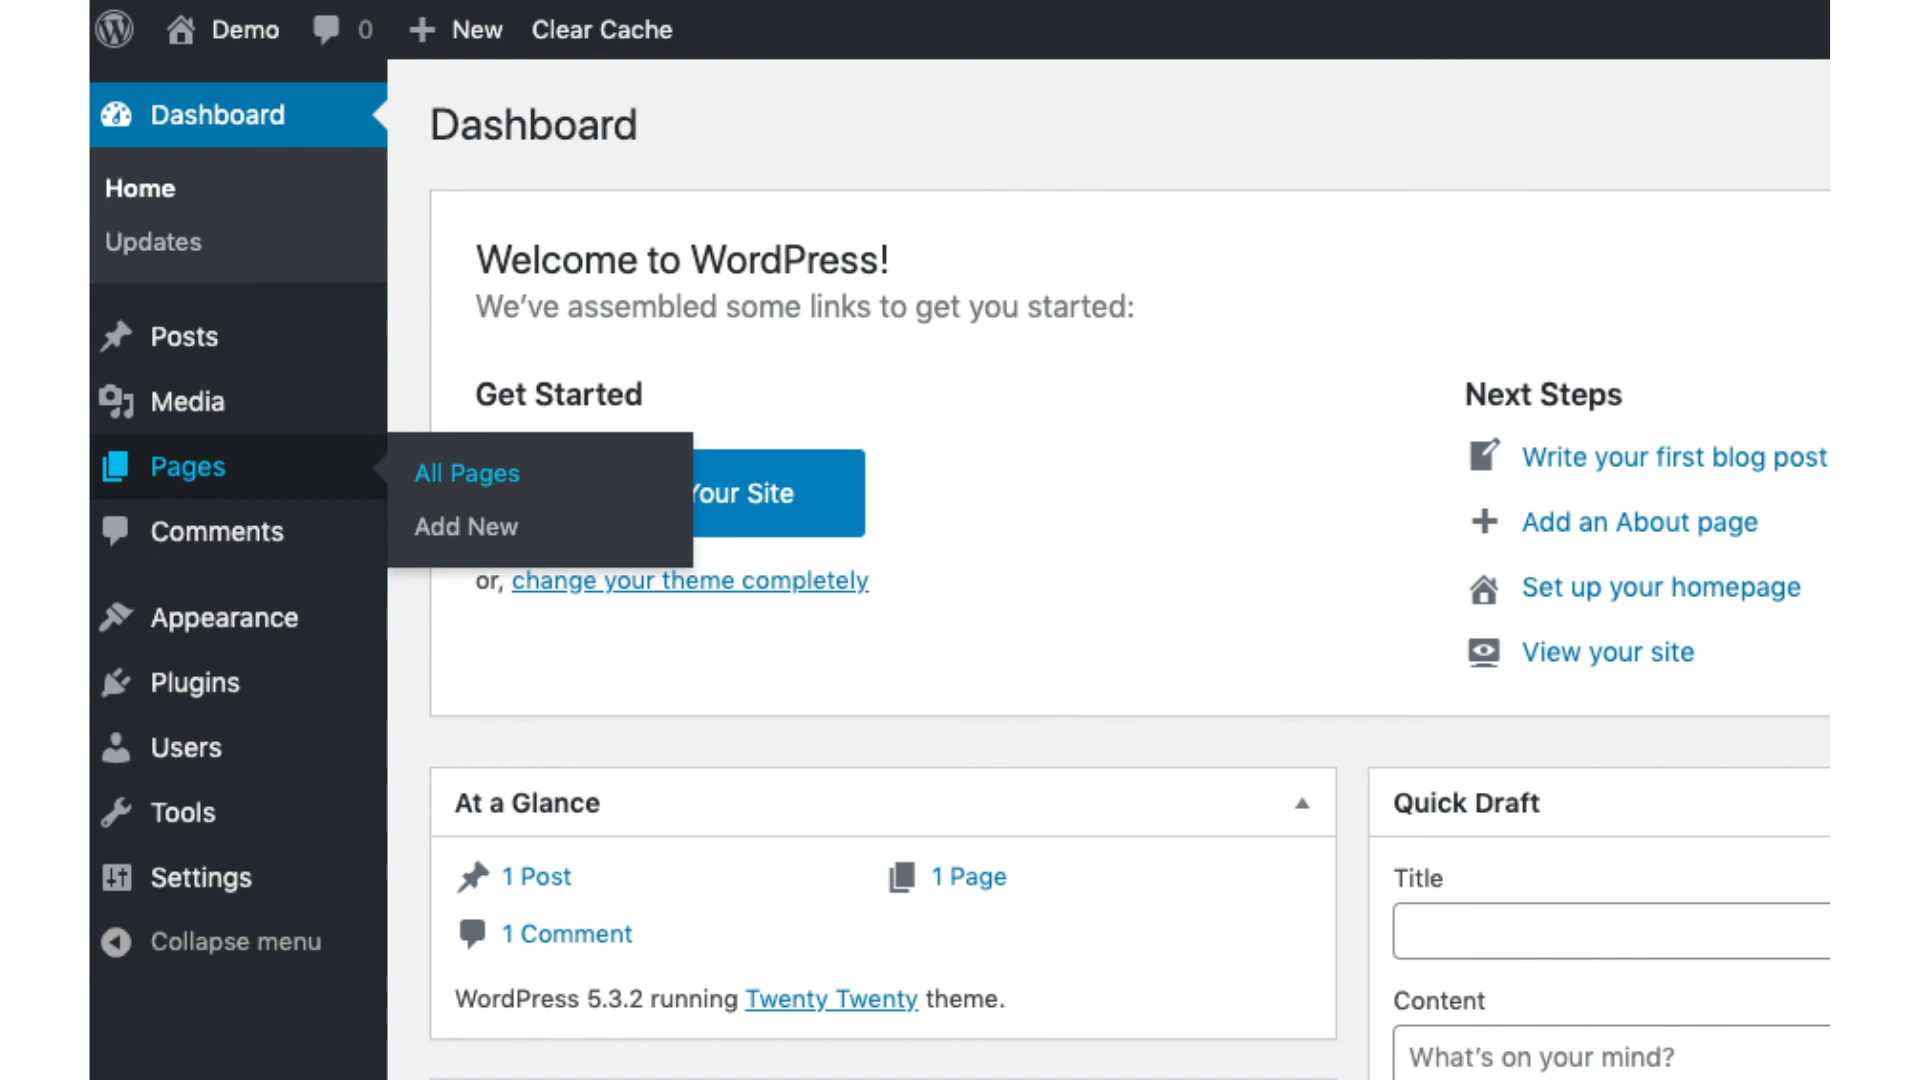 Demo 0 New Clear Cache
Dashboard
Home
Updates
Posts
Media
Pages
Comments
Appearance
Plugins
Users
Tools
Settings
Collapse menu
All Pages
Add New
Dashboard
Welcome to WordPress!
We've assembled some links to get you started:
Get Started
Your Site
or, change your theme completely
Next Steps
Write your first blog post
Add an About page
Set up your homepage
View your site
At a Glance
1 Post
1 Page
1 Comment
WordPress 5.3.2 running Twenty Twenty theme.
Quick Draft
Title
Content
What's on your mind?